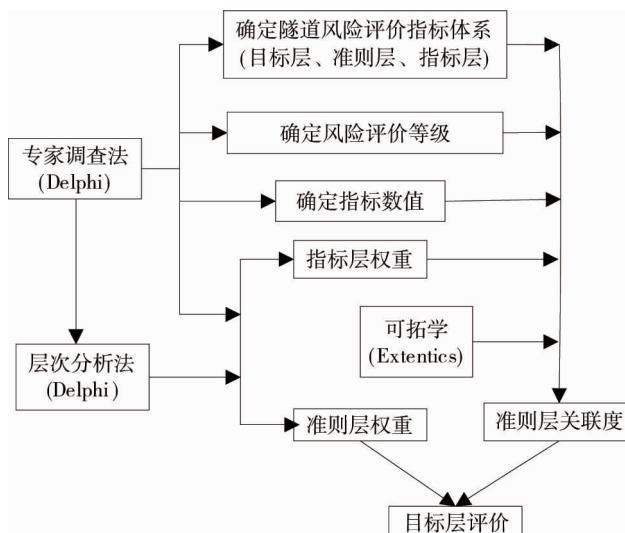 确定隧道风险评价指标体系
(目标层、准则层、指标层)
确定风险评价等级
专家调查法
(Delphi)
确定指标数值
指标层权重
可拓学
(Extentics)
层次分析法
(Delphi)
准则层权重
准则层关联度
目标层评价